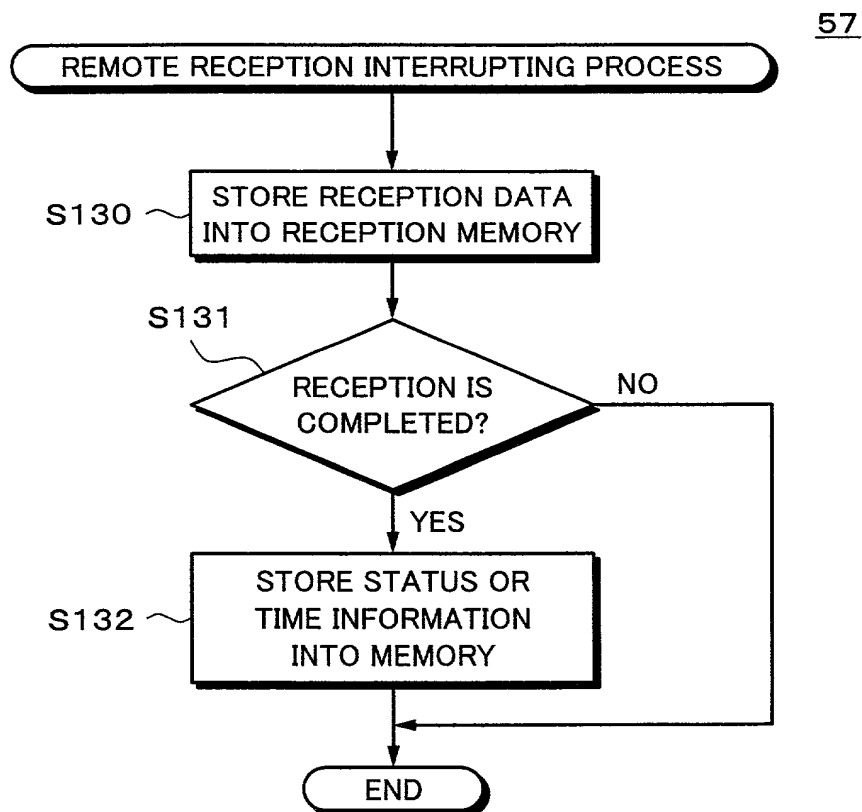 57
REMOTE RECEPTION INTERRUPTING PROCESS
S130
STORE RECEPTION DATA
INTO RECEPTION MEMORY
S131
RECEPTION IS
COMPLETED?
NO
YES
S132
STORE STATUS OR
TIME INFORMATION
INTO MEMORY
END